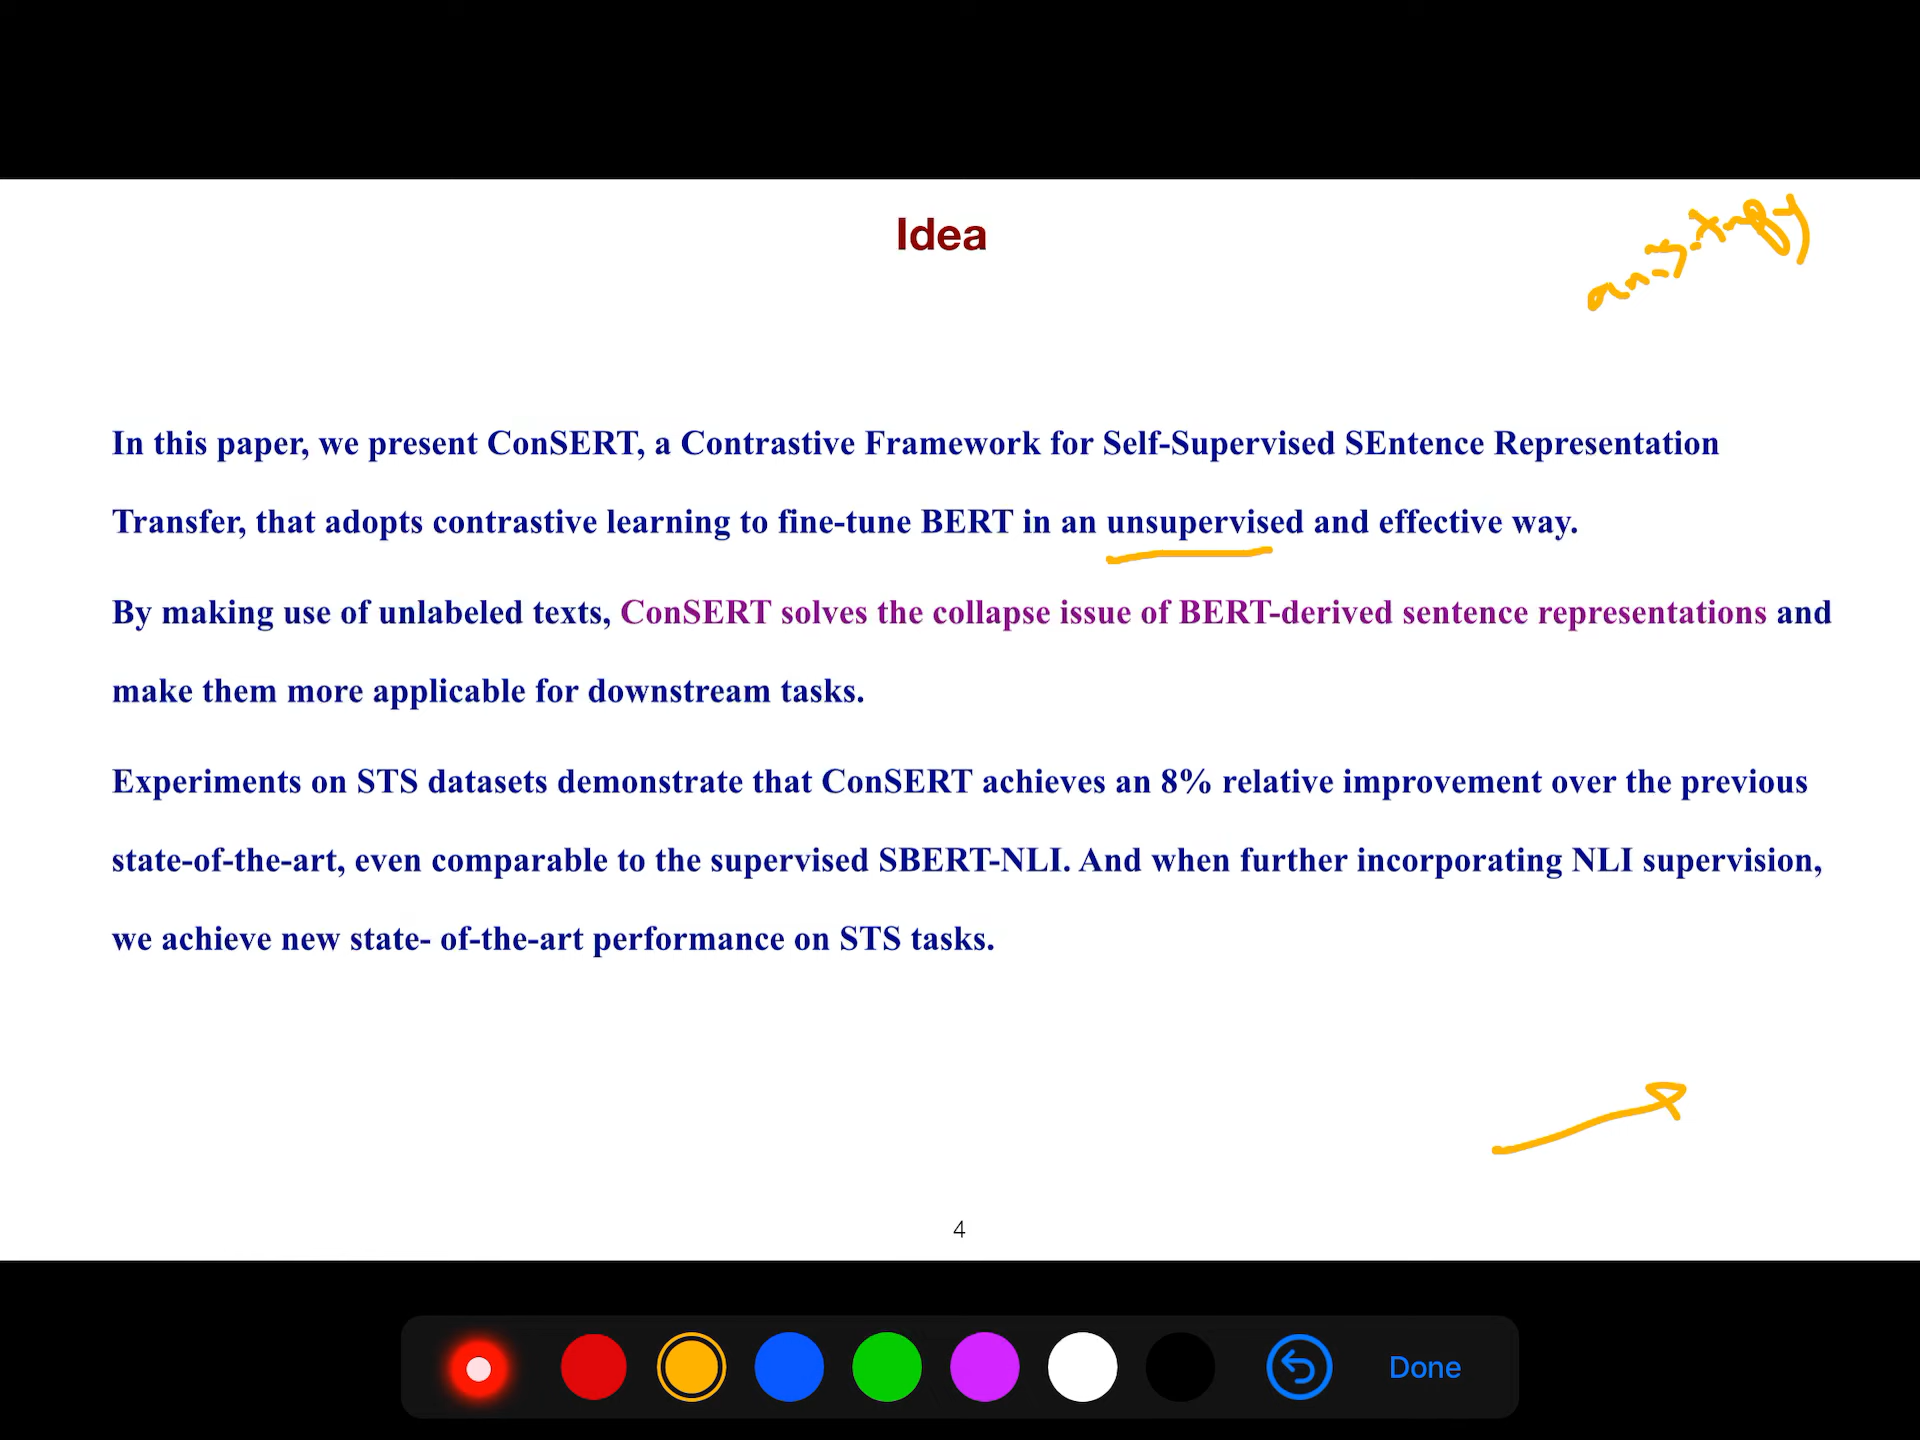 Idea
In this paper, we present ConSERT, a Contrastive Framework for Self-Supervised SEntence Representation
Transfer, that adopts contrastive learning to fine-tune BERT in an unsupervised and effective way.
By making use of unlabeled texts, ConSERT solves the collapse issue of BERT-derived sentence representations and
make them more applicable for downstream tasks.
Experiments on STS datasets demonstrate that ConSERT achieves an 8% relative improvement over the previous
state-of-the-art, even comparable to the supervised SBERT-NLI. And when further incorporating NLI supervision,
we achieve new state- of-the-art performance on STS tasks.
4
Done